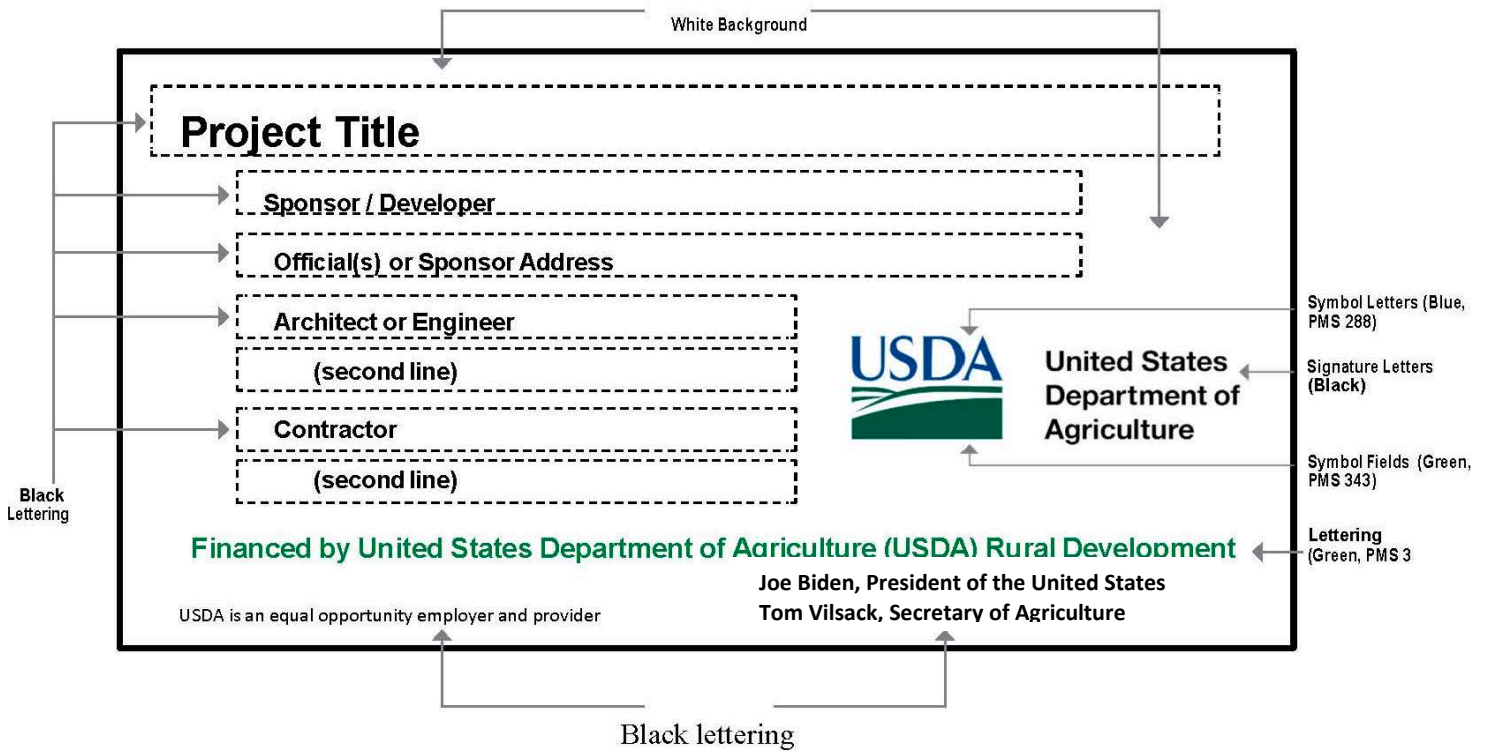 White Background
Project Title
Sponsor / Developer
Official(s) or Sponsor Address
Architect or Engineer
(second line)
Contractor
(second line)
Black
Lettering
USDA
United States
Department of
Agriculture
Symbol Letters (Blue,
PMS 288)
Signature Letters
(Black)
Symbol Fields (Green,
PMS 343)
Financed by United States Department of Agriculture (USDA) Rural Development
Lettering
(Green, PMS 3
Joe Biden, President of the United States
Tom Vilsack, Secretary of Agriculture
USDA is an equal opportunity employer and provider
Black lettering